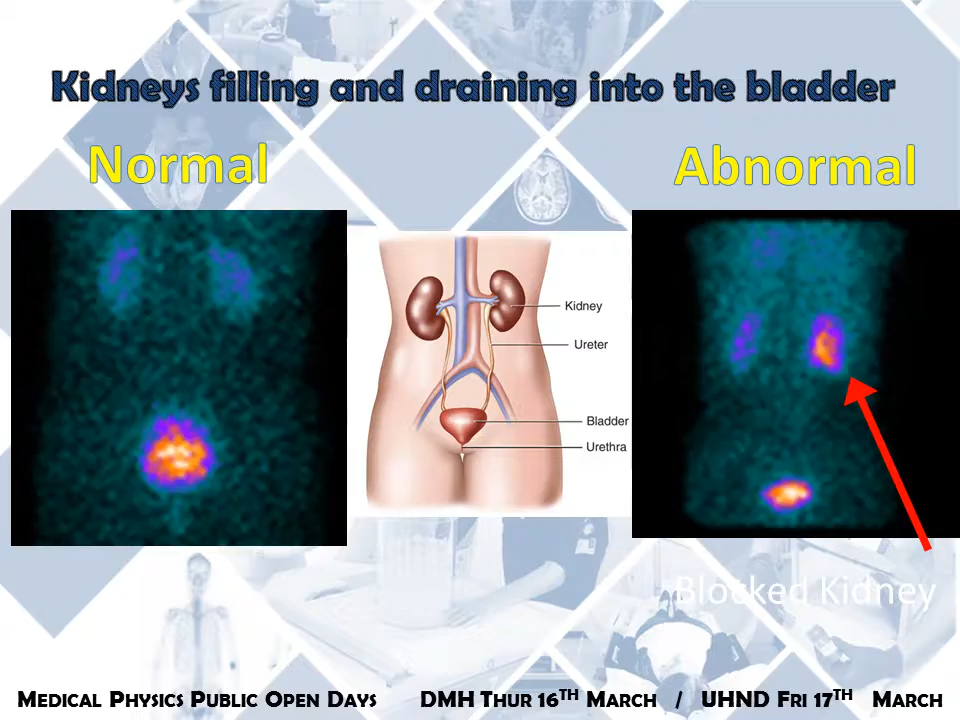 Kidneys filling and draining into the bladder
Normal
Abnormal
Kidney
Ureter
Bladder
Urethra
Blocked Kidney
Medical Physics Public Open Days DMH Thur 16TH March / UHND Fri 17TH March